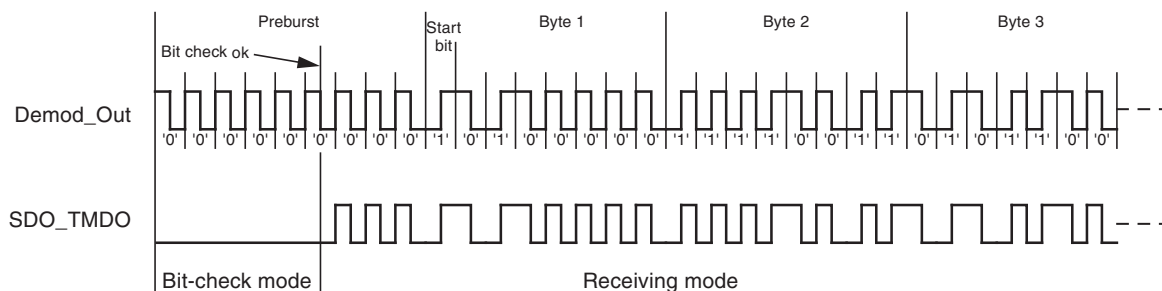 Preburst
Start
bit
Byte 1
Byte 2
Byte 3
Bit check ok
Demod_Out
'0' '0' '0' '0' '0' '0' '0' '0' '0' '1' '0' '1' '0' '0' '0' '0' '0' '1' '1' '1' '1' '0' '0' '1' '1' '0' '1' '0' '1' '1' '0' '0'
SDO_TMDO
Bit-check mode
Receiving mode